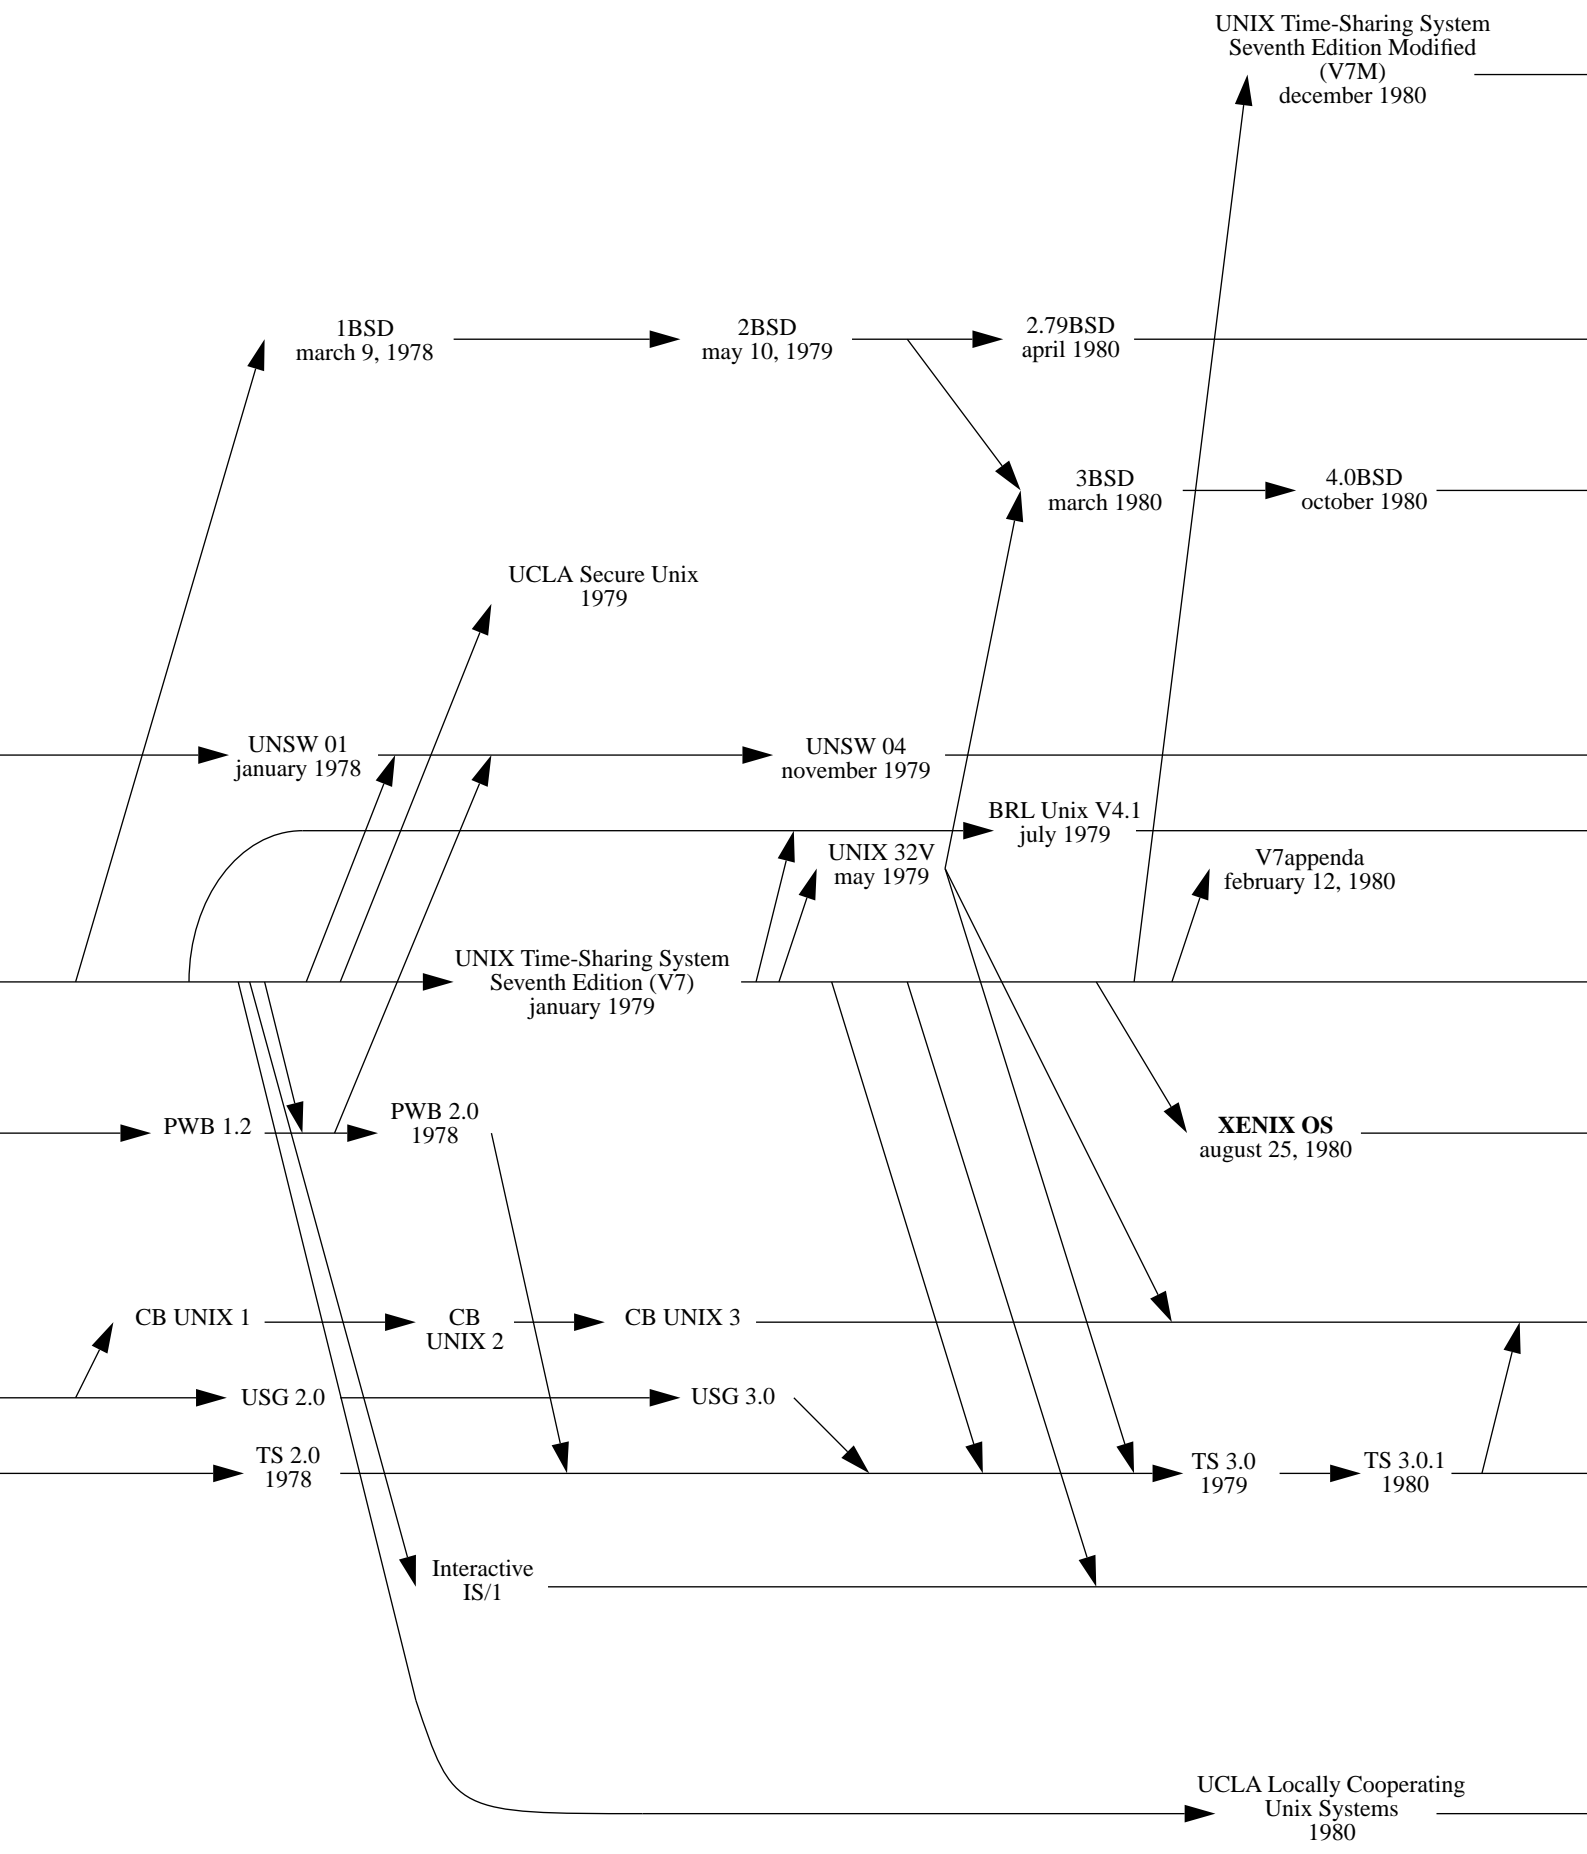 UNIX Time-Sharing System
Seventh Edition Modified
(V7M)
december 1980
1BSD
march 9, 1978
2BSD
may 10, 1979
2.79BSD
april 1980
3BSD
march 1980
4.0BSD
october 1980
UCLA Secure Unix
1979
UNSW 01
january 1978
UNSW 04
november 1979
BRL Unix V4.1
july 1979
UNIX 32V
may 1979
V7appenda
february 12, 1980
UNIX Time-Sharing System
Seventh Edition (V7)
january 1979
PWB 1.2
PWB 2.0
1978
XENIX OS
august 25, 1980
CB UNIX 1
CB
UNIX 2
CB UNIX 3
USG 2.0
USG 3.0
TS 2.0
1978
TS 3.0
1979
TS 3.0.1
1980
Interactive
IS/1
UCLA Locally Cooperating
Unix Systems
1980